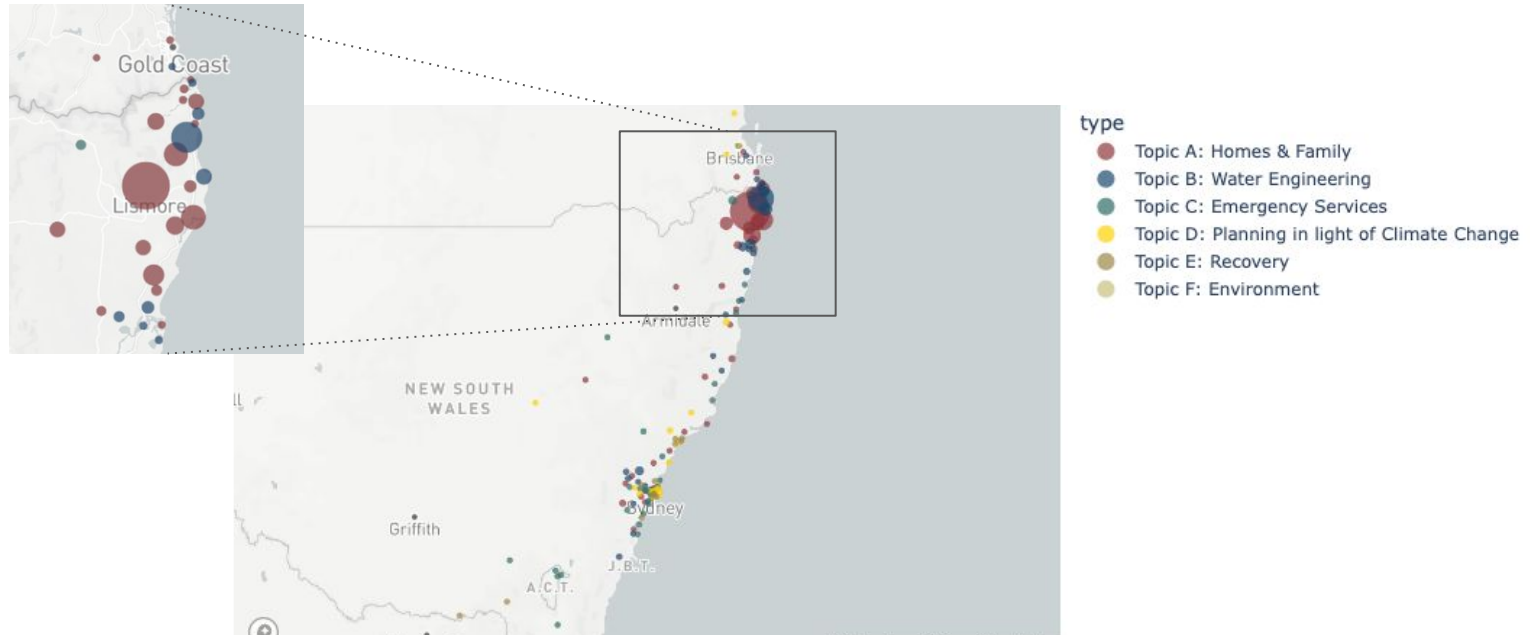 Gold Coast
Lismore
Brisbane
Armidale
NEW SOUTH
WALES
Sydney
Griffith
J.B.T.
A.C.T.
type
Topic A: Homes & Family
Topic B: Water Engineering
Topic C: Emergency Services
Topic D: Planning in light of Climate Change
Topic E: Recovery
Topic F: Environment